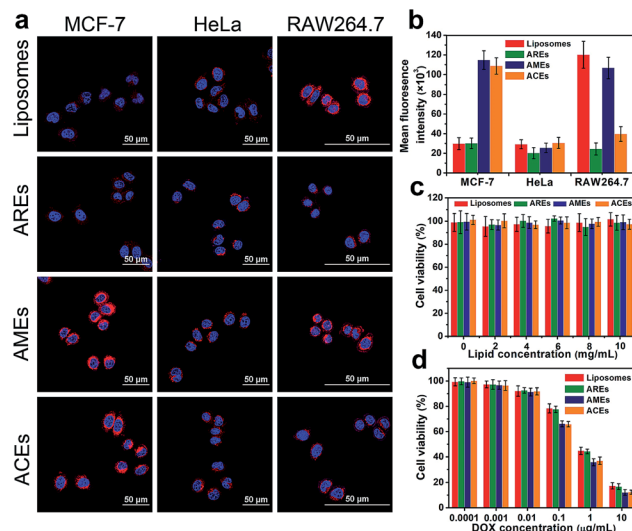 a
MCF-7 HeLa RAW264.7
Liposomes
50 µm 50 µm 50 µm
AREs
50 µm 50 µm 50 µm
AMEs
50 µm 50 µm 50 µm
ACEs
50 µm 50 µm 50 µm
b
Mean fluorescence
intensity (×10³)
140
120
100
80
60
40
20
0
Liposomes
AREs
AMEs
ACEs
MCF-7 HeLa RAW264.7
c
Cell viability (%)
120
100
80
60
40
20
0
Liposomes AREs AMEs ACEs
0 2 4 6 8 10
Lipid concentration (mg/mL)
d
Cell viability (%)
100
80
60
40
20
0
Liposomes
AREs
AMEs
ACEs
0.0001 0.001 0.01 0.1 1 10
DOX concentration (µg/mL)